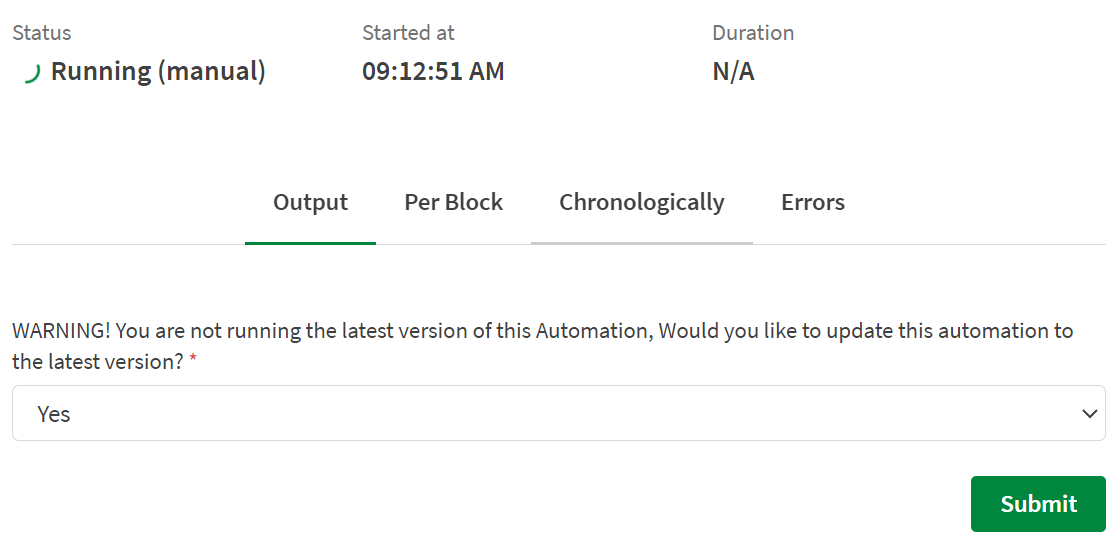 Status Started at Duration
Running (manual) 09:12:51 AM N/A
Output Per Block Chronologically Errors
WARNING! You are not running the latest version of this Automation, Would you like to update this automation to
the latest version? *
Yes
Submit